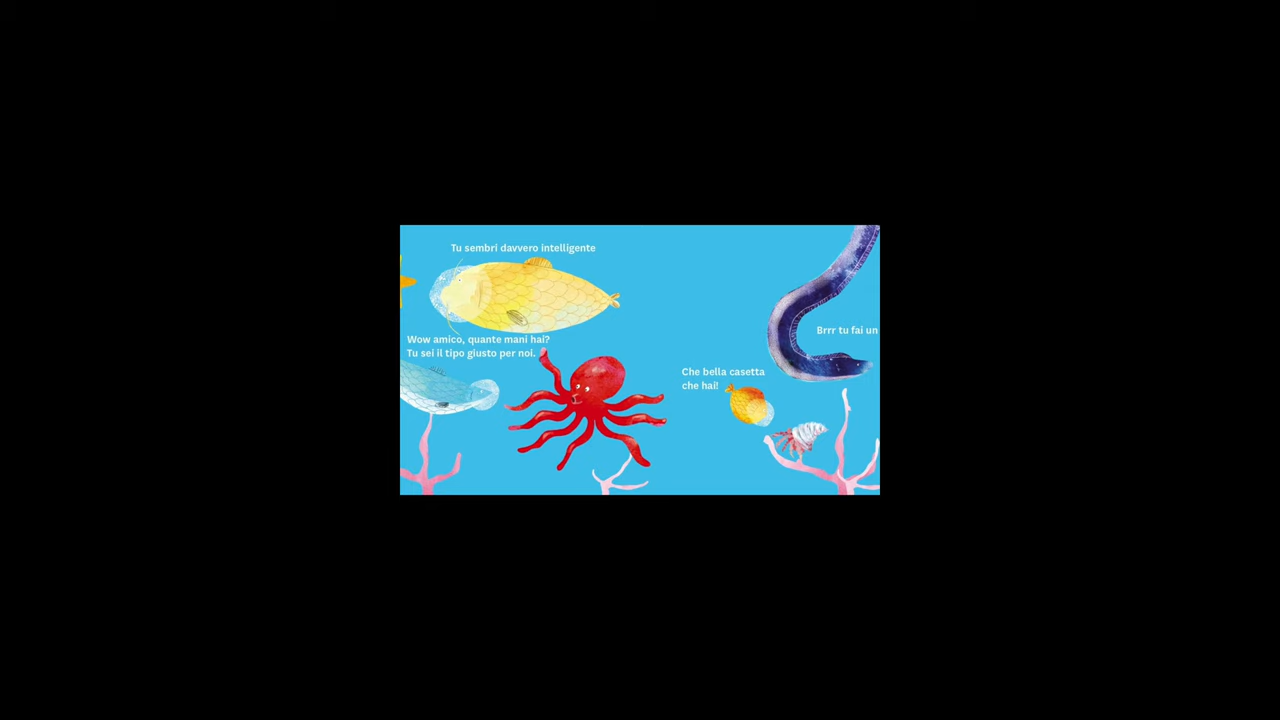 Tu sembri davvero intelligente
Wow amico, quante mani hai?
Tu sei il tipo giusto per noi.
Che bella casetta
che hai!
Brrr tu fai un